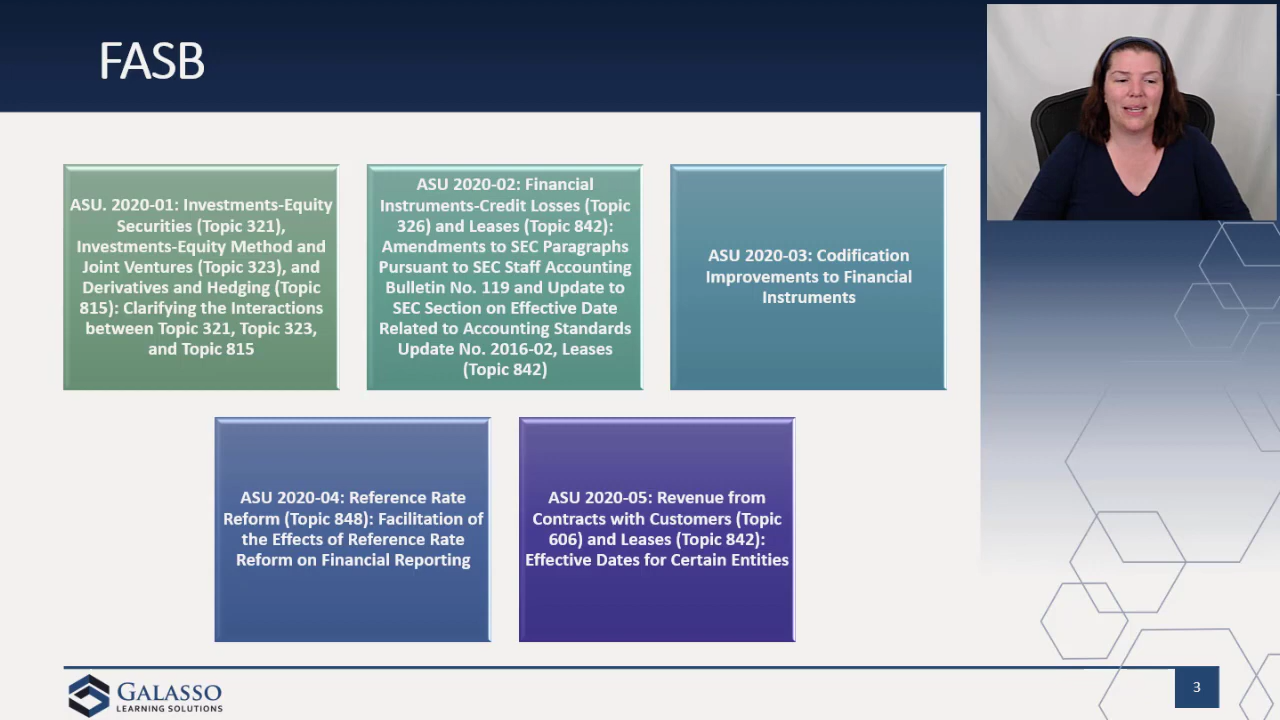 FASB
ASU. 2020-01: Investments-Equity
Securities (Topic 321),
Investments-Equity Method and
Joint Ventures (Topic 323), and
Derivatives and Hedging (Topic
815): Clarifying the Interactions
between Topic 321, Topic 323,
and Topic 815
ASU 2020-02: Financial
Instruments-Credit Losses (Topic
326) and Leases (Topic 842):
Amendments to SEC Paragraphs
Pursuant to SEC Staff Accounting
Bulletin No. 119 and Update to
SEC Section on Effective Date
Related to Accounting Standards
Update No. 2016-02, Leases
(Topic 842)
ASU 2020-03: Codification
Improvements to Financial
Instruments
ASU 2020-04: Reference Rate
Reform (Topic 848): Facilitation of
the Effects of Reference Rate
Reform on Financial Reporting
ASU 2020-05: Revenue from
Contracts with Customers (Topic
606) and Leases (Topic 842):
Effective Dates for Certain Entities
GALASSO
LEARNING SOLUTIONS
3